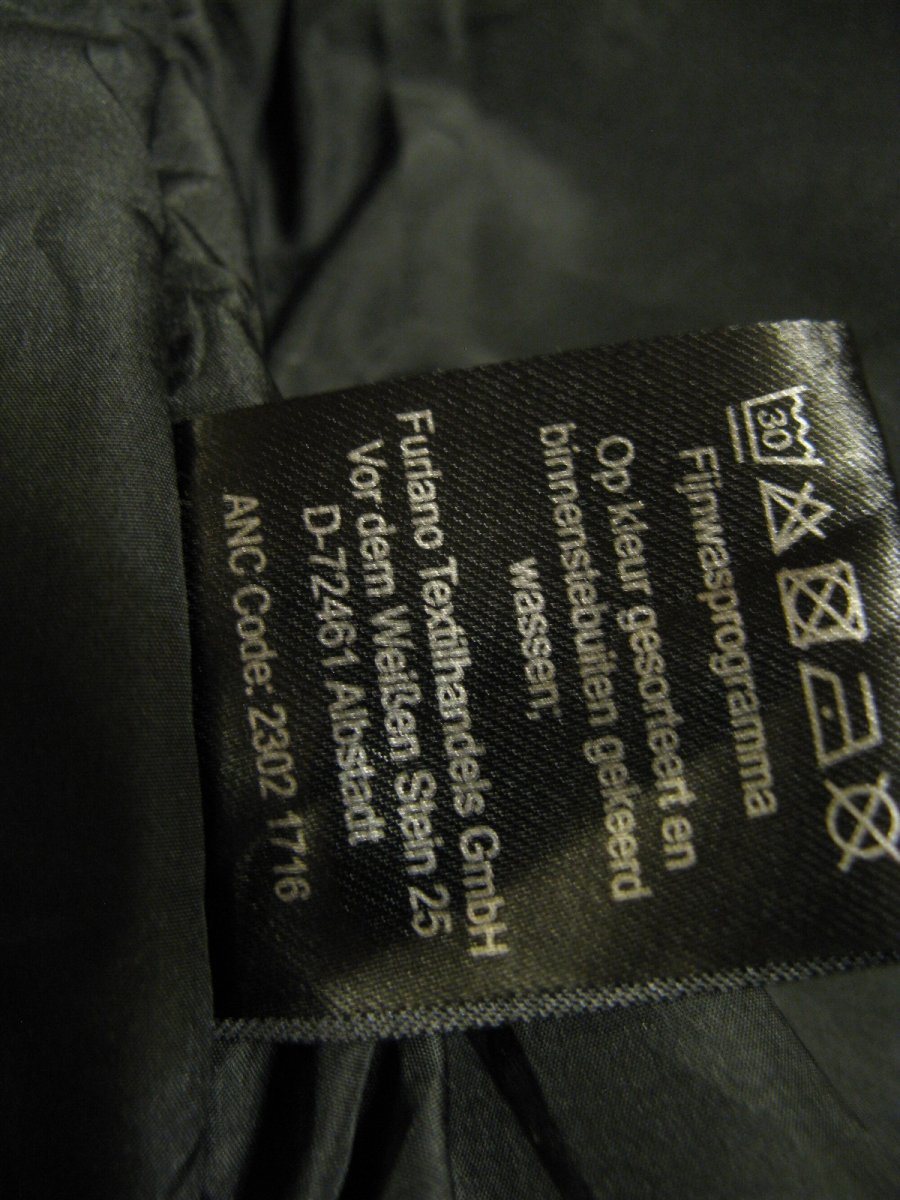 30
Fijnwasprogramma
Op kleur gesorteerd en
binnenstebuiten gekeerd
wassen;
Furiano Textilhandels GmbH
Vor dem Weißen Stein 25
D-72461 Albstadt
ANC Code: 2302 1716